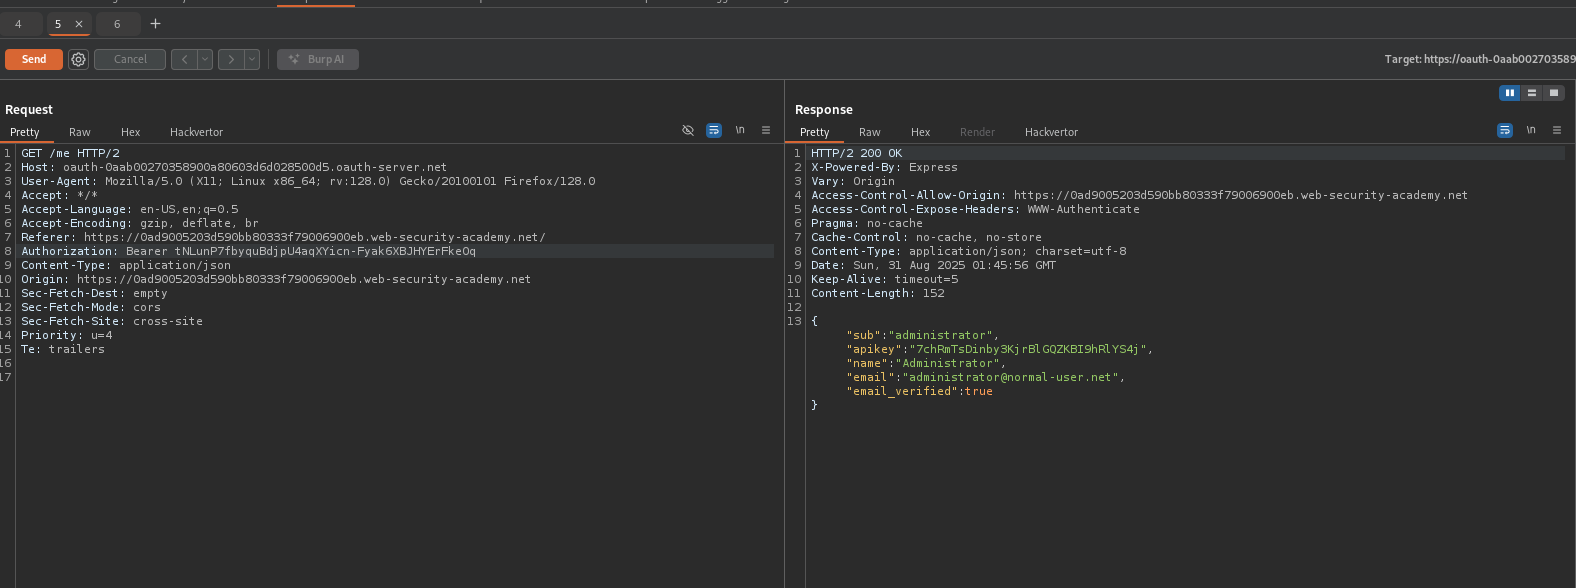 4 5 × 6 +
Send Cancel < > Burp AI Target: https://oauth-0aab002703589
Request
Pretty Raw Hex Hackvertor \n
1 GET /me HTTP/2
2 Host: oauth-0aab00270358900a80603d6d028500d5.oauth-server.net
3 User-Agent: Mozilla/5.0 (X11; Linux x86_64; rv:128.0) Gecko/20100101 Firefox/128.0
4 Accept: */*
5 Accept-Language: en-US,en;q=0.5
6 Accept-Encoding: gzip, deflate, br
7 Referer: https://0ad9005203d590bb80333f79006900eb.web-security-academy.net/
8 Authorization: Bearer tNLunP7fbyquBdjpU4aqXYicn-Fyak6XBJHYErFkeOq
9 Content-Type: application/json
10 Origin: https://0ad9005203d590bb80333f79006900eb.web-security-academy.net
11 Sec-Fetch-Dest: empty
12 Sec-Fetch-Mode: cors
13 Sec-Fetch-Site: cross-site
14 Priority: u=4
15 Te: trailers
16
17
Response
Pretty Raw Hex Render Hackvertor \n
1 HTTP/2 200 OK
2 X-Powered-By: Express
3 Vary: Origin
4 Access-Control-Allow-Origin: https://0ad9005203d590bb80333f79006900eb.web-security-academy.net
5 Access-Control-Expose-Headers: WWW-Authenticate
6 Pragma: no-cache
7 Cache-Control: no-cache, no-store
8 Content-Type: application/json; charset=utf-8
9 Date: Sun, 31 Aug 2025 01:45:56 GMT
10 Keep-Alive: timeout=5
11 Content-Length: 152
12
13 {
"sub":"administrator",
"apikey":"7chRmTsDinby3KjrBlGQZKBI9hRlYS4j",
"name":"Administrator",
"email":"administrator@normal-user.net",
"email_verified":true
}